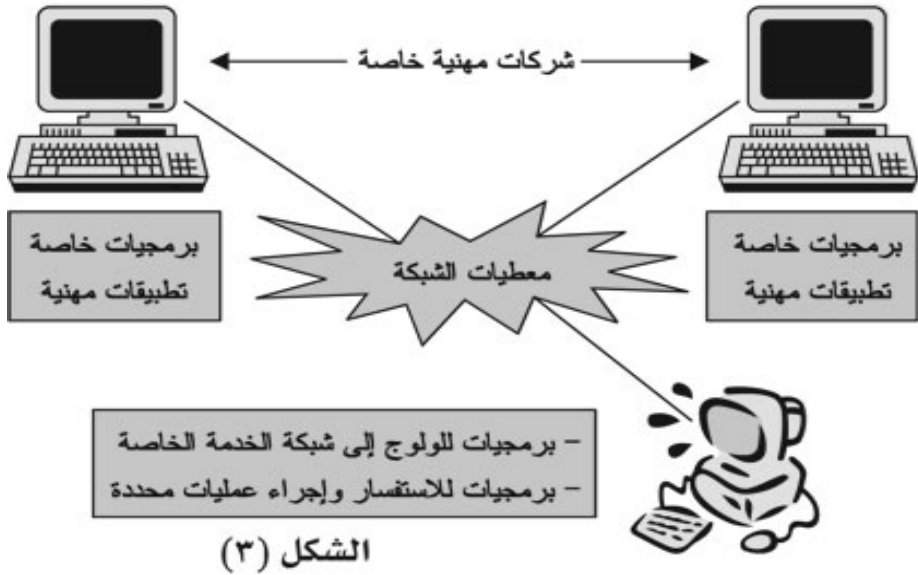 شركات مهنية خاصة
برمجيات خاصة
تطبيقات مهنية
معطيات الشبكة
برمجيات خاصة
تطبيقات مهنية
- برمجيات للولوج إلى شبكة الخدمة الخاصة
- برمجيات للاستفسار وإجراء عمليات محددة
الشكل (٣)